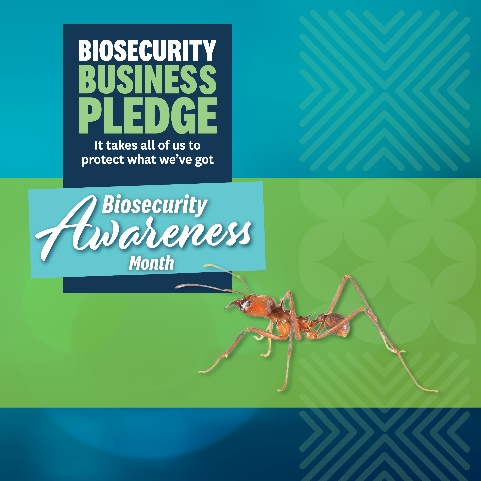 BIOSECURITY
BUSINESS
PLEDGE
It takes all of us to
protect what we've got
Biosecurity
Awareness
Month